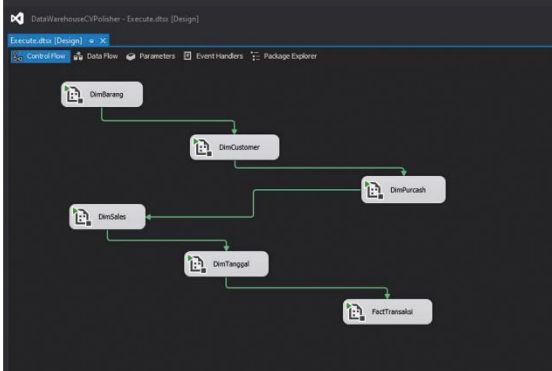 DataWarehouseCVPolisher - Execute.dtsx [Design]
Execute.dtsx [Design]
Control Flow Data Flow Parameters Event Handlers Package Explorer
DimBarang
DimCustomer
DimPurcash
DimSales
DimTanggal
FactTransaksi